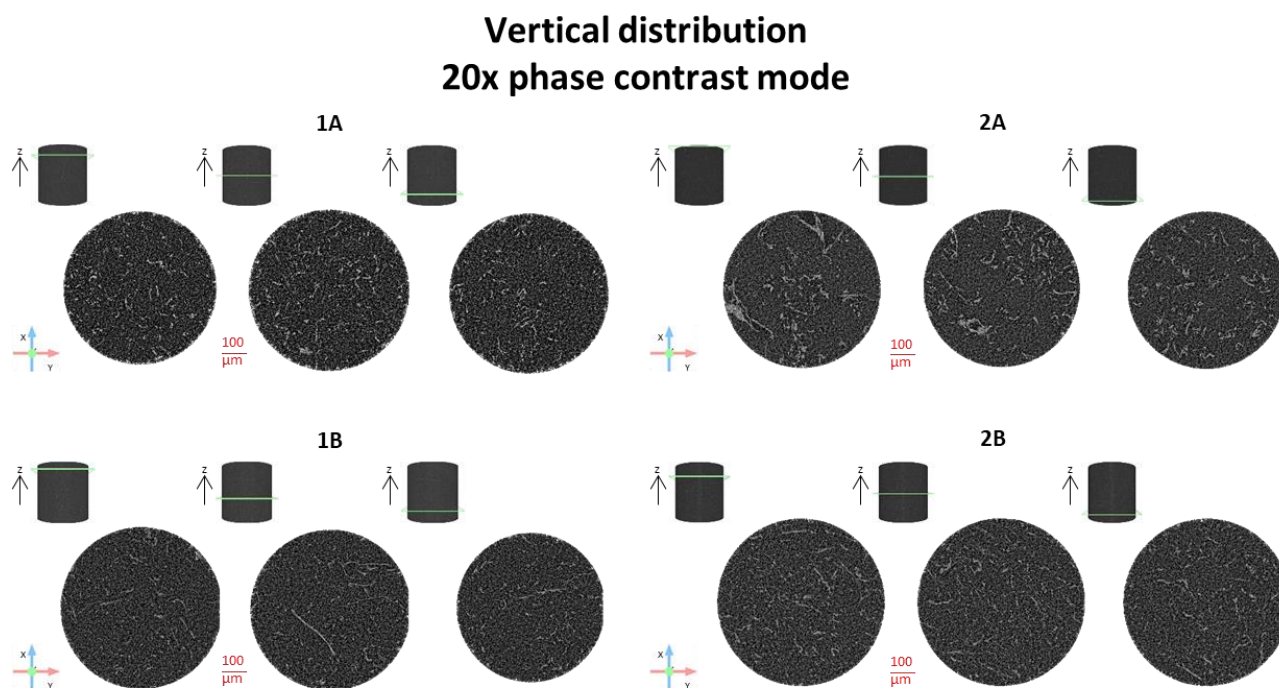 Vertical distribution
20x phase contrast mode
1A
2A
z
z
z
z
z
z
X
Y
100
μm
X
Y
100
μm
1B
2B
z
z
z
z
z
z
X
Y
100
μm
X
Y
100
μm